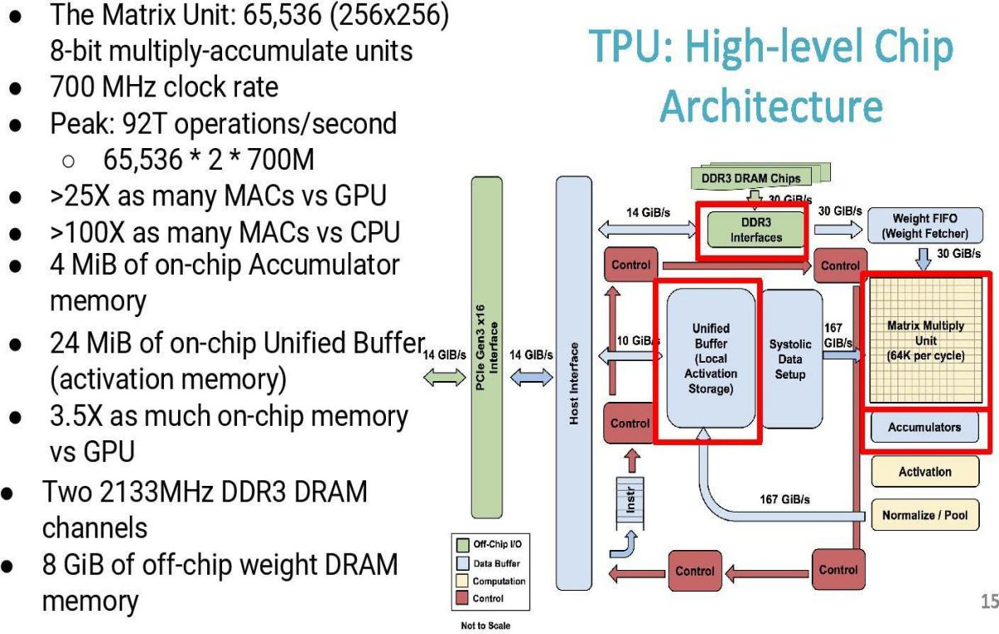 ● The Matrix Unit: 65,536 (256x256)
8-bit multiply-accumulate units
● 700 MHz clock rate
● Peak: 92T operations/second
○ 65,536 * 2 * 700M
● >25X as many MACs vs GPU
● >100X as many MACs vs CPU
● 4 MiB of on-chip Accumulator
memory
● 24 MiB of on-chip Unified Buffer
(activation memory)
● 3.5X as much on-chip memory
vs GPU
● Two 2133MHz DDR3 DRAM
channels
● 8 GiB of off-chip weight DRAM
memory
TPU: High-level Chip
Architecture
DDR3 DRAM Chips
30 GiB/s
14 GiB/s
DDR3
Interfaces
30 GiB/s
Weight FIFO
(Weight Fetcher)
30 GiB/s
Control
Control
Matrix Multiply
Unit
(64K per cycle)
Unified
Buffer
(Local
Activation
Storage)
Systolic
Data
Setup
167
GiB/s
10 GiB/s
14 GiB/s
PCIe Gen3 x16
Interface
14 GiB/s
Host Interface
Control
Accumulators
Activation
Normalize / Pool
167 GiB/s
Instr
Control
Control
Off-Chip I/O
Data Buffer
Computation
Control
Not to Scale
15